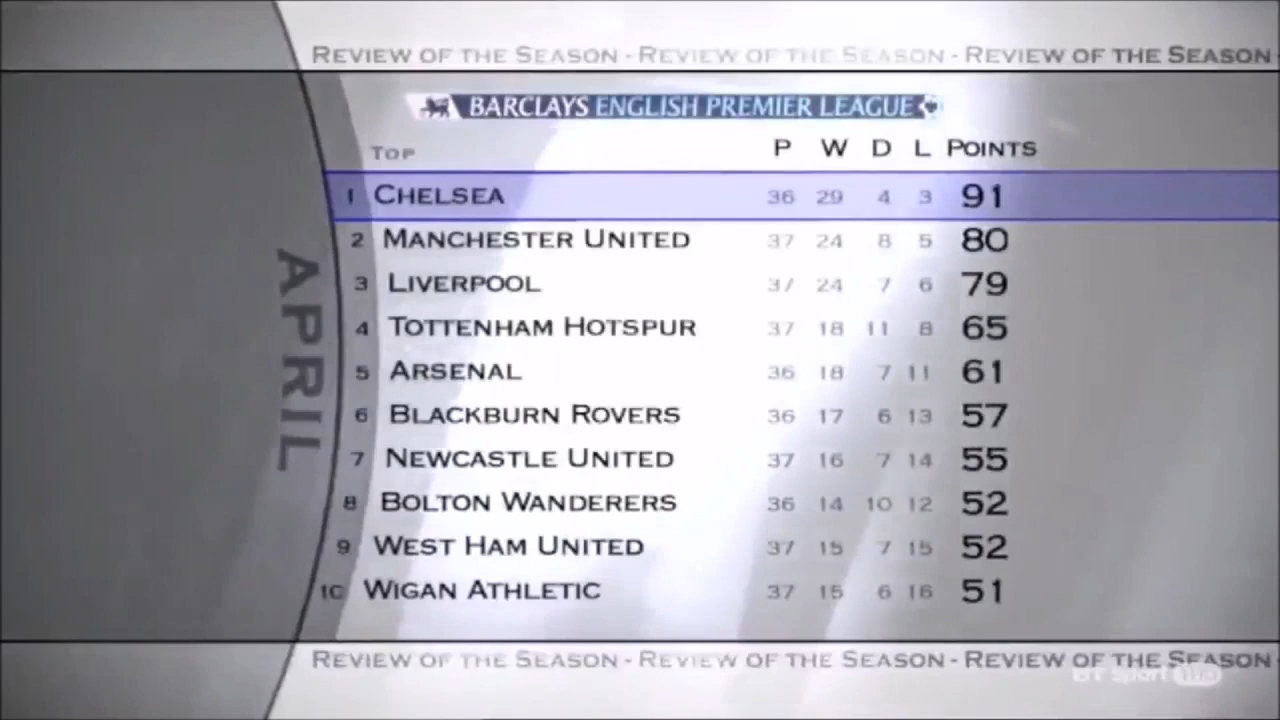 REVIEW OF THE SEASON - REVIEW OF THE SEASON - REVIEW OF THE SEASON -
BARCLAYS ENGLISH PREMIER LEAGUE
TOP P W D L POINTS
1 CHELSEA 36 29 4 3 91
2 MANCHESTER UNITED 37 24 8 5 80
3 LIVERPOOL 37 24 7 6 79
4 TOTTENHAM HOTSPUR 37 18 11 8 65
5 ARSENAL 36 18 7 11 61
6 BLACKBURN ROVERS 36 17 6 13 57
7 NEWCASTLE UNITED 37 16 7 14 55
8 BOLTON WANDERERS 36 14 10 12 52
9 WEST HAM UNITED 37 15 7 15 52
10 WIGAN ATHLETIC 37 15 6 16 51
APRIL
REVIEW OF THE SEASON - REVIEW OF THE SEASON - REVIEW OF THE SEASON
BT Sport HD